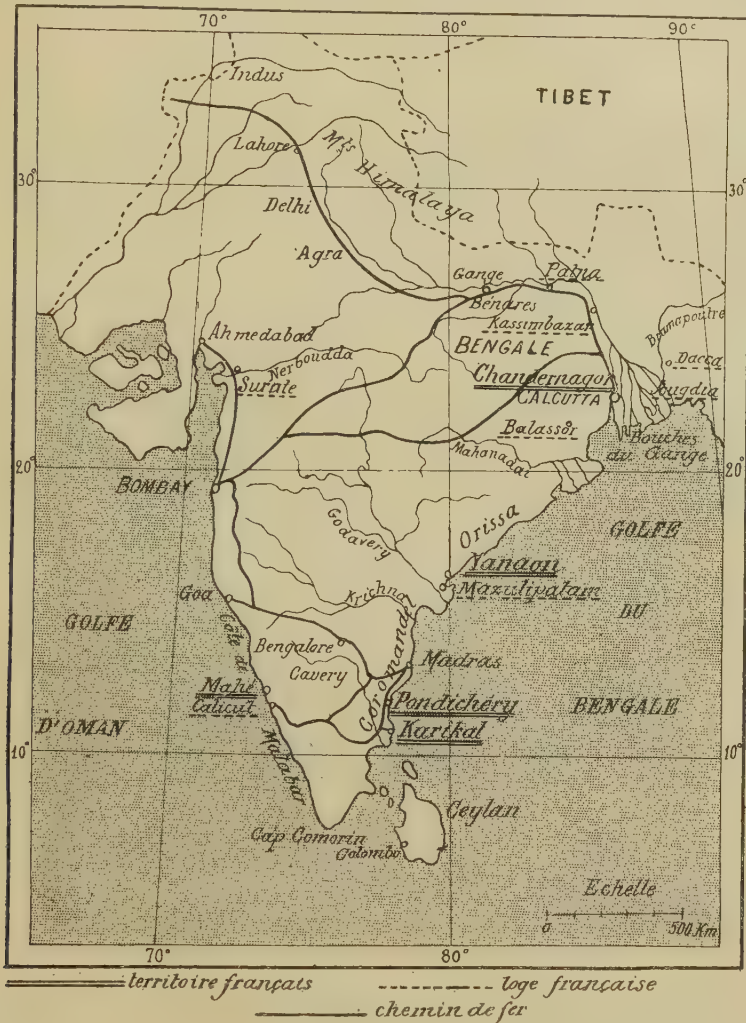 70°
80°
90°
Indus
TIBET
Lahore
Mts Himalaya
30°
30°
Delhi
Agra
Gange
Patna
Bénares
Kassimbazar
Bramapoutre
Ahmedabad
BENGALE
Nerboudda
Dacca
Surate
Chandernagor
Jougdia
CALCUTTA
Balassor
Bouches
du Gange
Mahanadai
20°
20°
BOMBAY
Orissa
GOLFE
Godavery
Yanaon
Mazulipatam
Krichna
DU
Goa
GOLFE
Côte de Malabar
Bengalore
Coromandel
Madras
Cavery
Mahé
Calicut
Pondichéry
BENGALE
D'OMAN
Karikal
10°
10°
Ceylan
Cap Comorin
Golombo
Echelle
0 500 Km.
70°
80°
territoire français loge française
chemin de fer